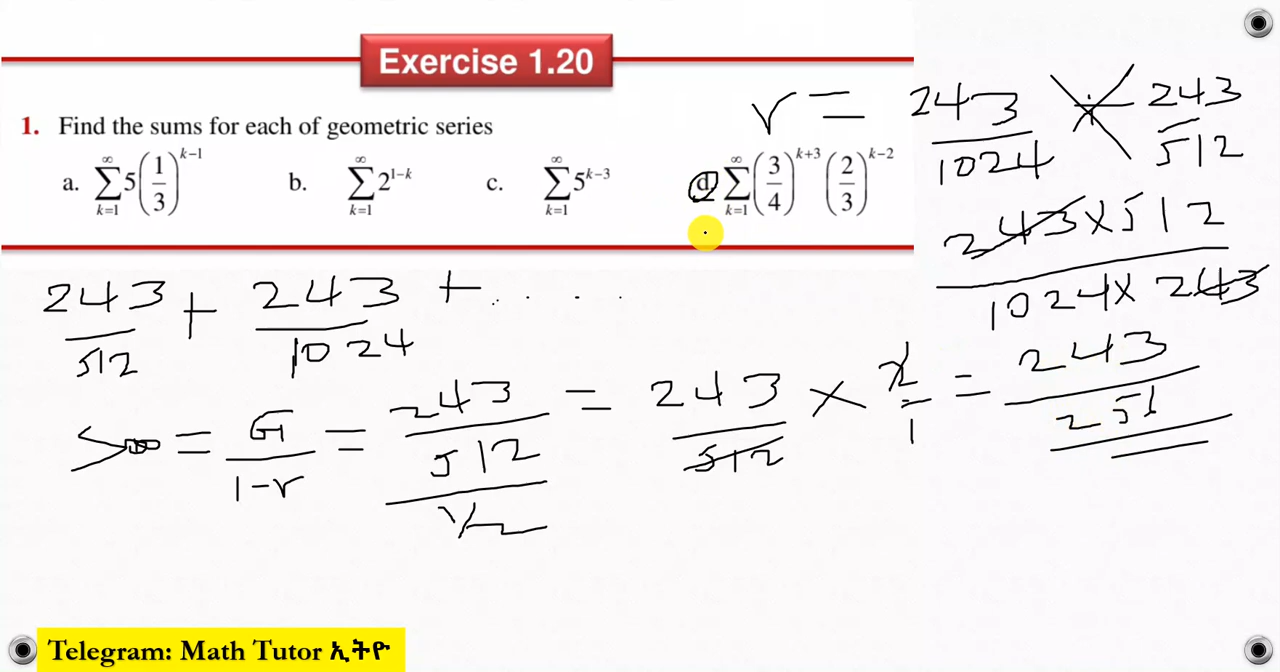 Exercise 1.20
1. Find the sums for each of geometric series
a. ∞∑k=1 5(1/3)^k−1 b. ∞∑k=1 2^1−k c. ∞∑k=1 5^k−3 d. ∞∑k=1 (3/4)^k+3 (2/3)^k−2
r = 243/1024 243/512
243×512/1024×243
243/512 + 243/1024 + . . . . .
S∞ = G1/1−r = 243/512/1/2 = 243/512 × 2/1 = 243/256
Telegram: Math Tutor ኢትዮ